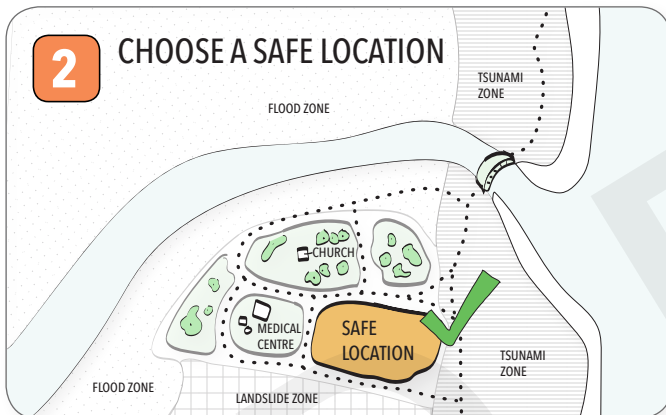 2
CHOOSE A SAFE LOCATION
TSUNAMI
ZONE
FLOOD ZONE
CHURCH
MEDICAL
CENTRE
SAFE
LOCATION
TSUNAMI
ZONE
FLOOD ZONE
LANDSLIDE ZONE